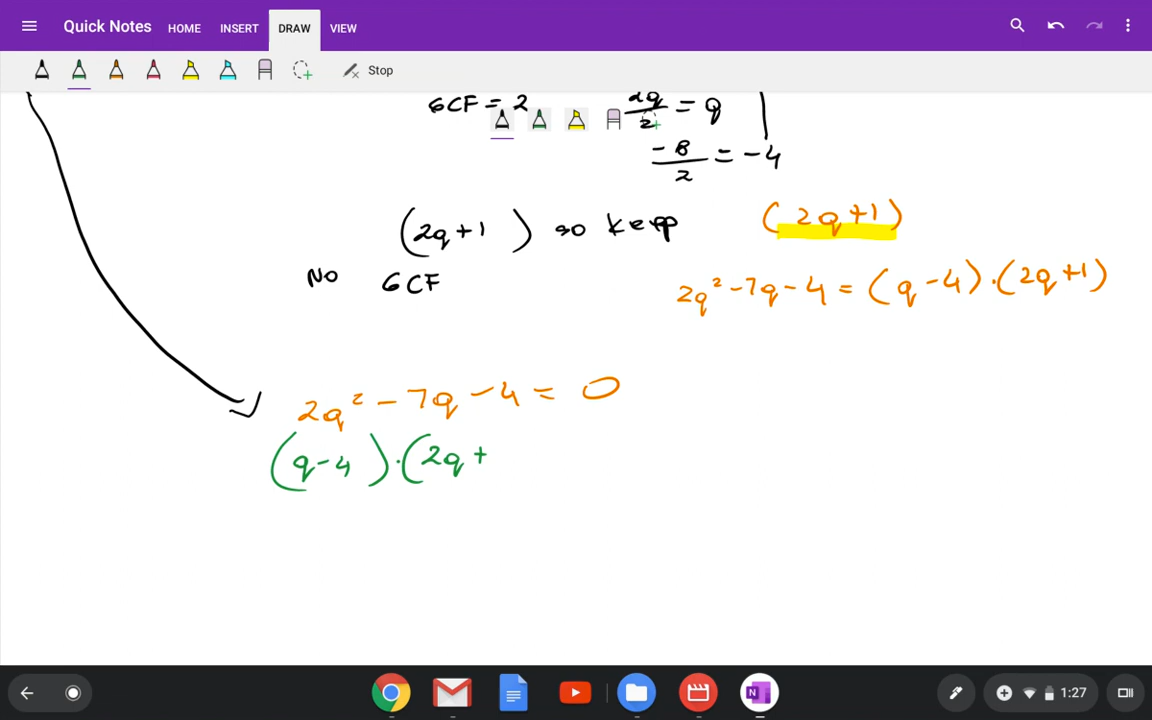 Quick Notes HOME INSERT DRAW VIEW
Stop
GCF = 2
2q/2 = q
-8/2 = -4
(2q+1) so kepp
(2q+1)
No GCF
2q² -7q -4 = (q-4)·(2q+1)
2q² - 7q - 4 = 0
(q-4)·(2q+
N
1:27